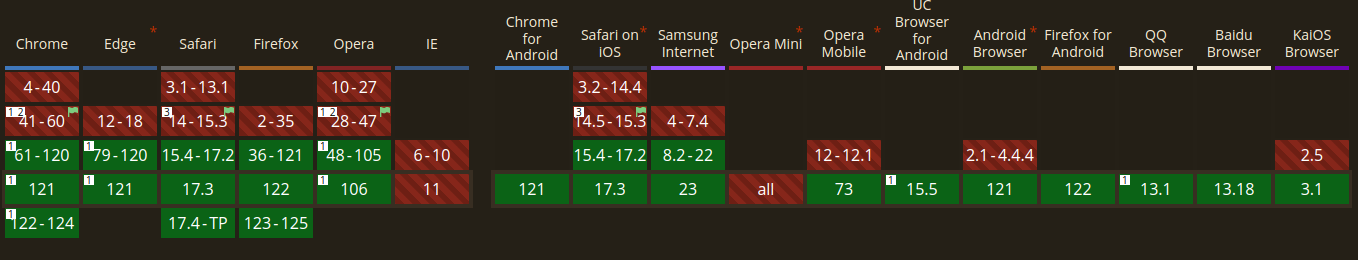 UC
Chrome Browser
Chrome Edge * Safari Firefox Opera IE for Android Safari on * iOS Samsung Internet Opera Mini * Opera * Mobile for Android Android * Browser Firefox for Android QQ Browser Baidu Browser KaiOS Browser
4-40 3.1-13.1 10-27 3.2-14.4
1 2 41-60 12-18 3 14-15.3 2-35 1 2 28-47 3 14.5-15.3 4-7.4
1 61-120 1 79-120 15.4-17.2 36-121 1 48-105 6-10 15.4-17.2 8.2-22 12-12.1 2.1-4.4.4 2.5
1 121 1 121 17.3 122 1 106 11 121 17.3 23 all 73 1 15.5 121 122 1 13.1 13.18 3.1
1 122-124 17.4-TP 123-125